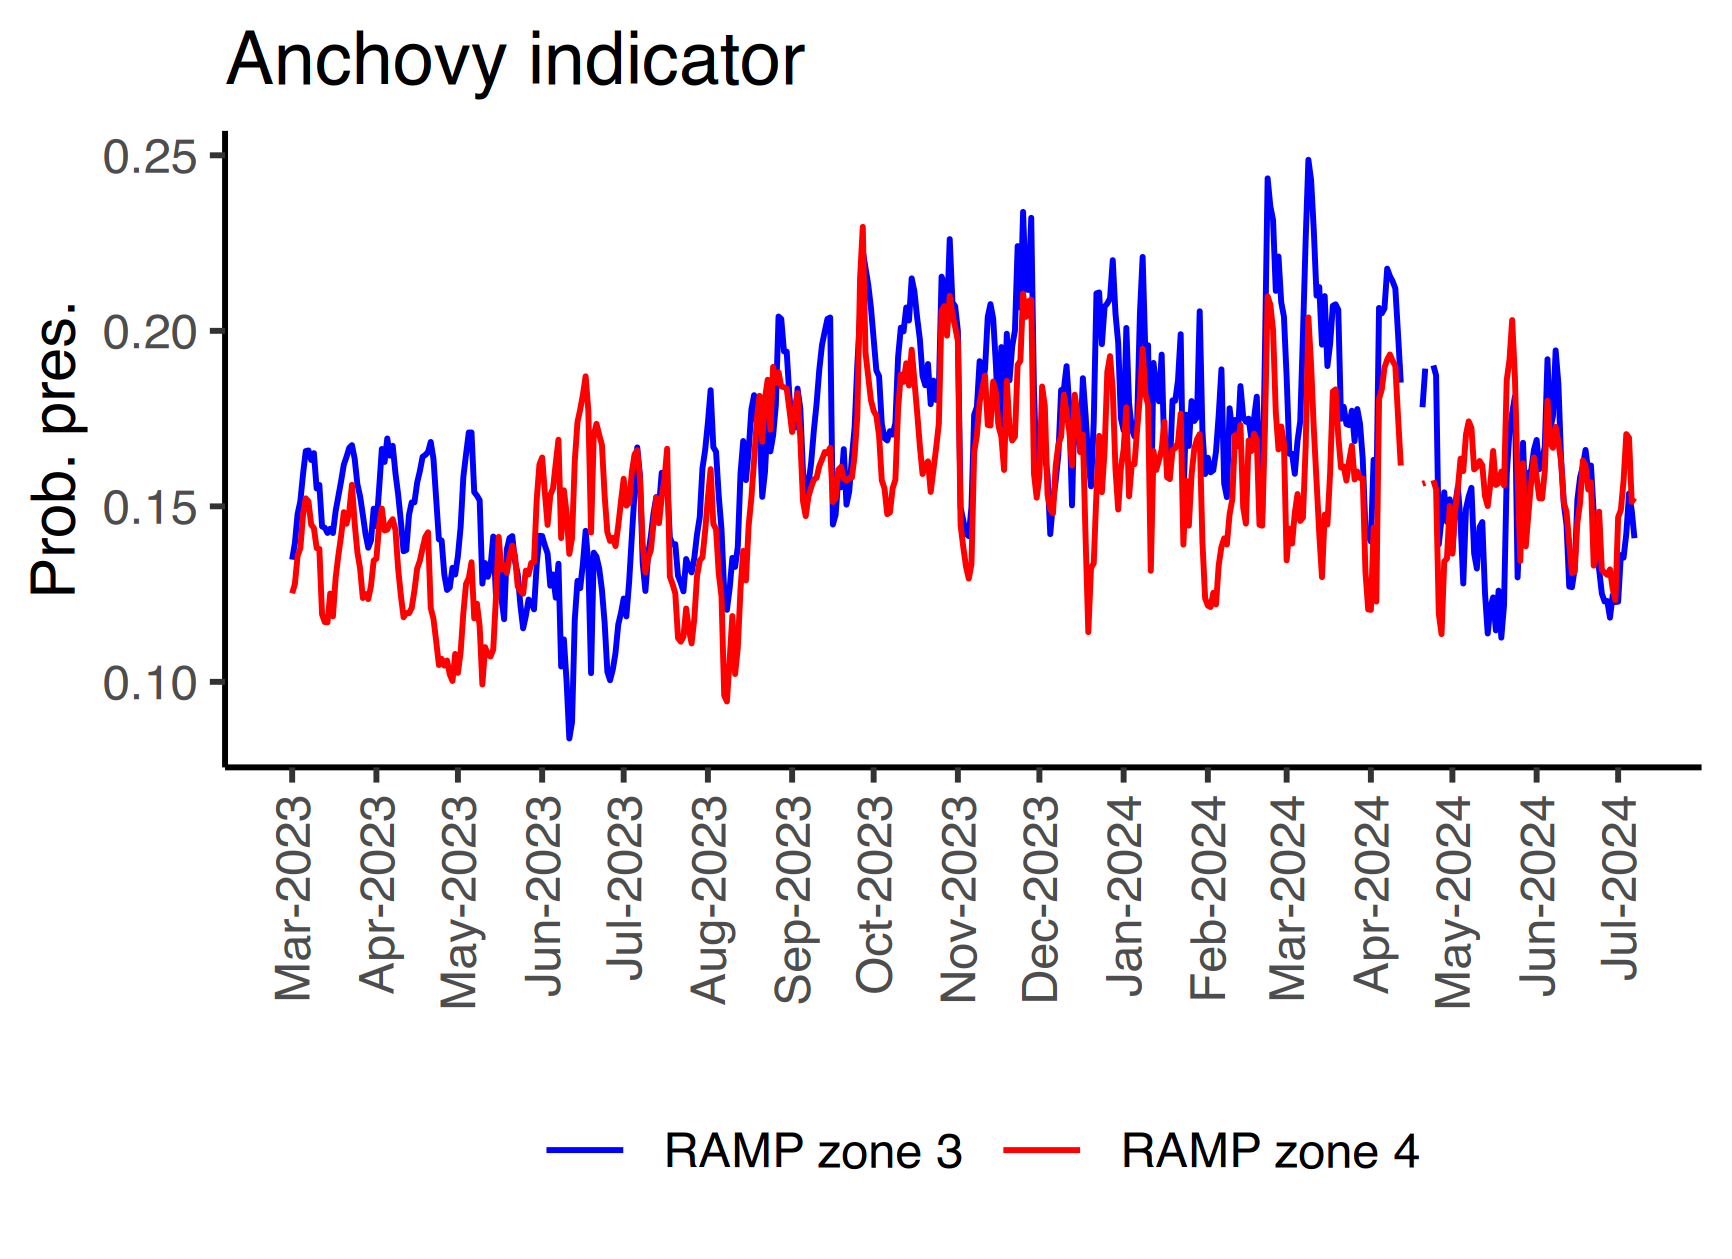 Anchovy indicator
Prob. pres.
0.25
0.20
0.15
0.10
Mar-2023
Apr-2023
May-2023
Jun-2023
Jul-2023
Aug-2023
Sep-2023
Oct-2023
Nov-2023
Dec-2023
Jan-2024
Feb-2024
Mar-2024
Apr-2024
May-2024
Jun-2024
Jul-2024
RAMP zone 3 RAMP zone 4